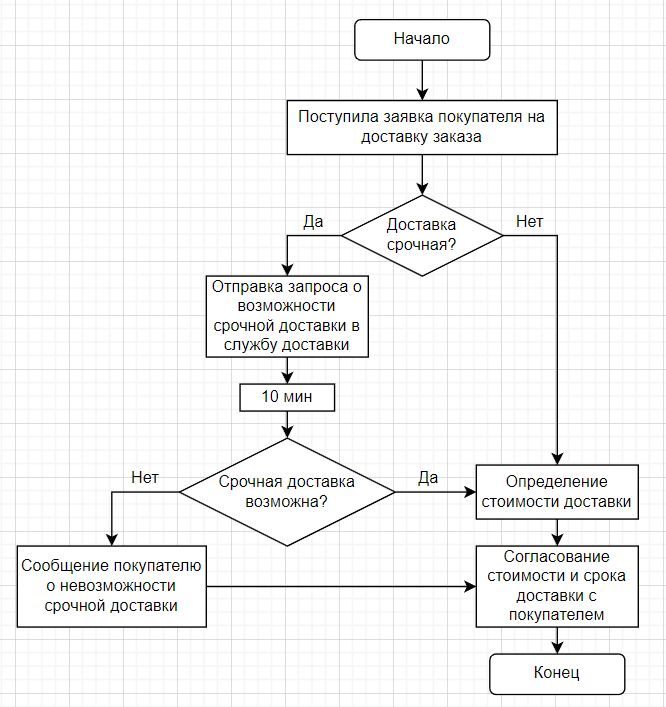 Начало
Поступила заявка покупателя на
доставку заказа
Да
Доставка
срочная?
Нет
Отправка запроса о
возможности
срочной доставки в
службу доставки
10 мин
Нет
Срочная доставка
возможна?
Да
Определение
стоимости доставки
Сообщение покупателю
о невозможности
срочной доставки
Согласование
стоимости и срока
доставки с
покупателем
Конец